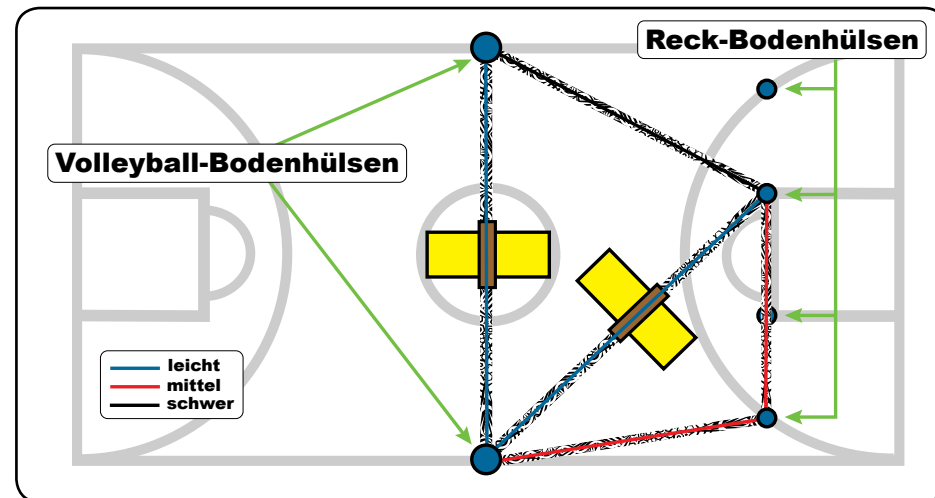 Reck-Bodenhülsen
Volleyball-Bodenhülsen
leicht
mittel
schwer